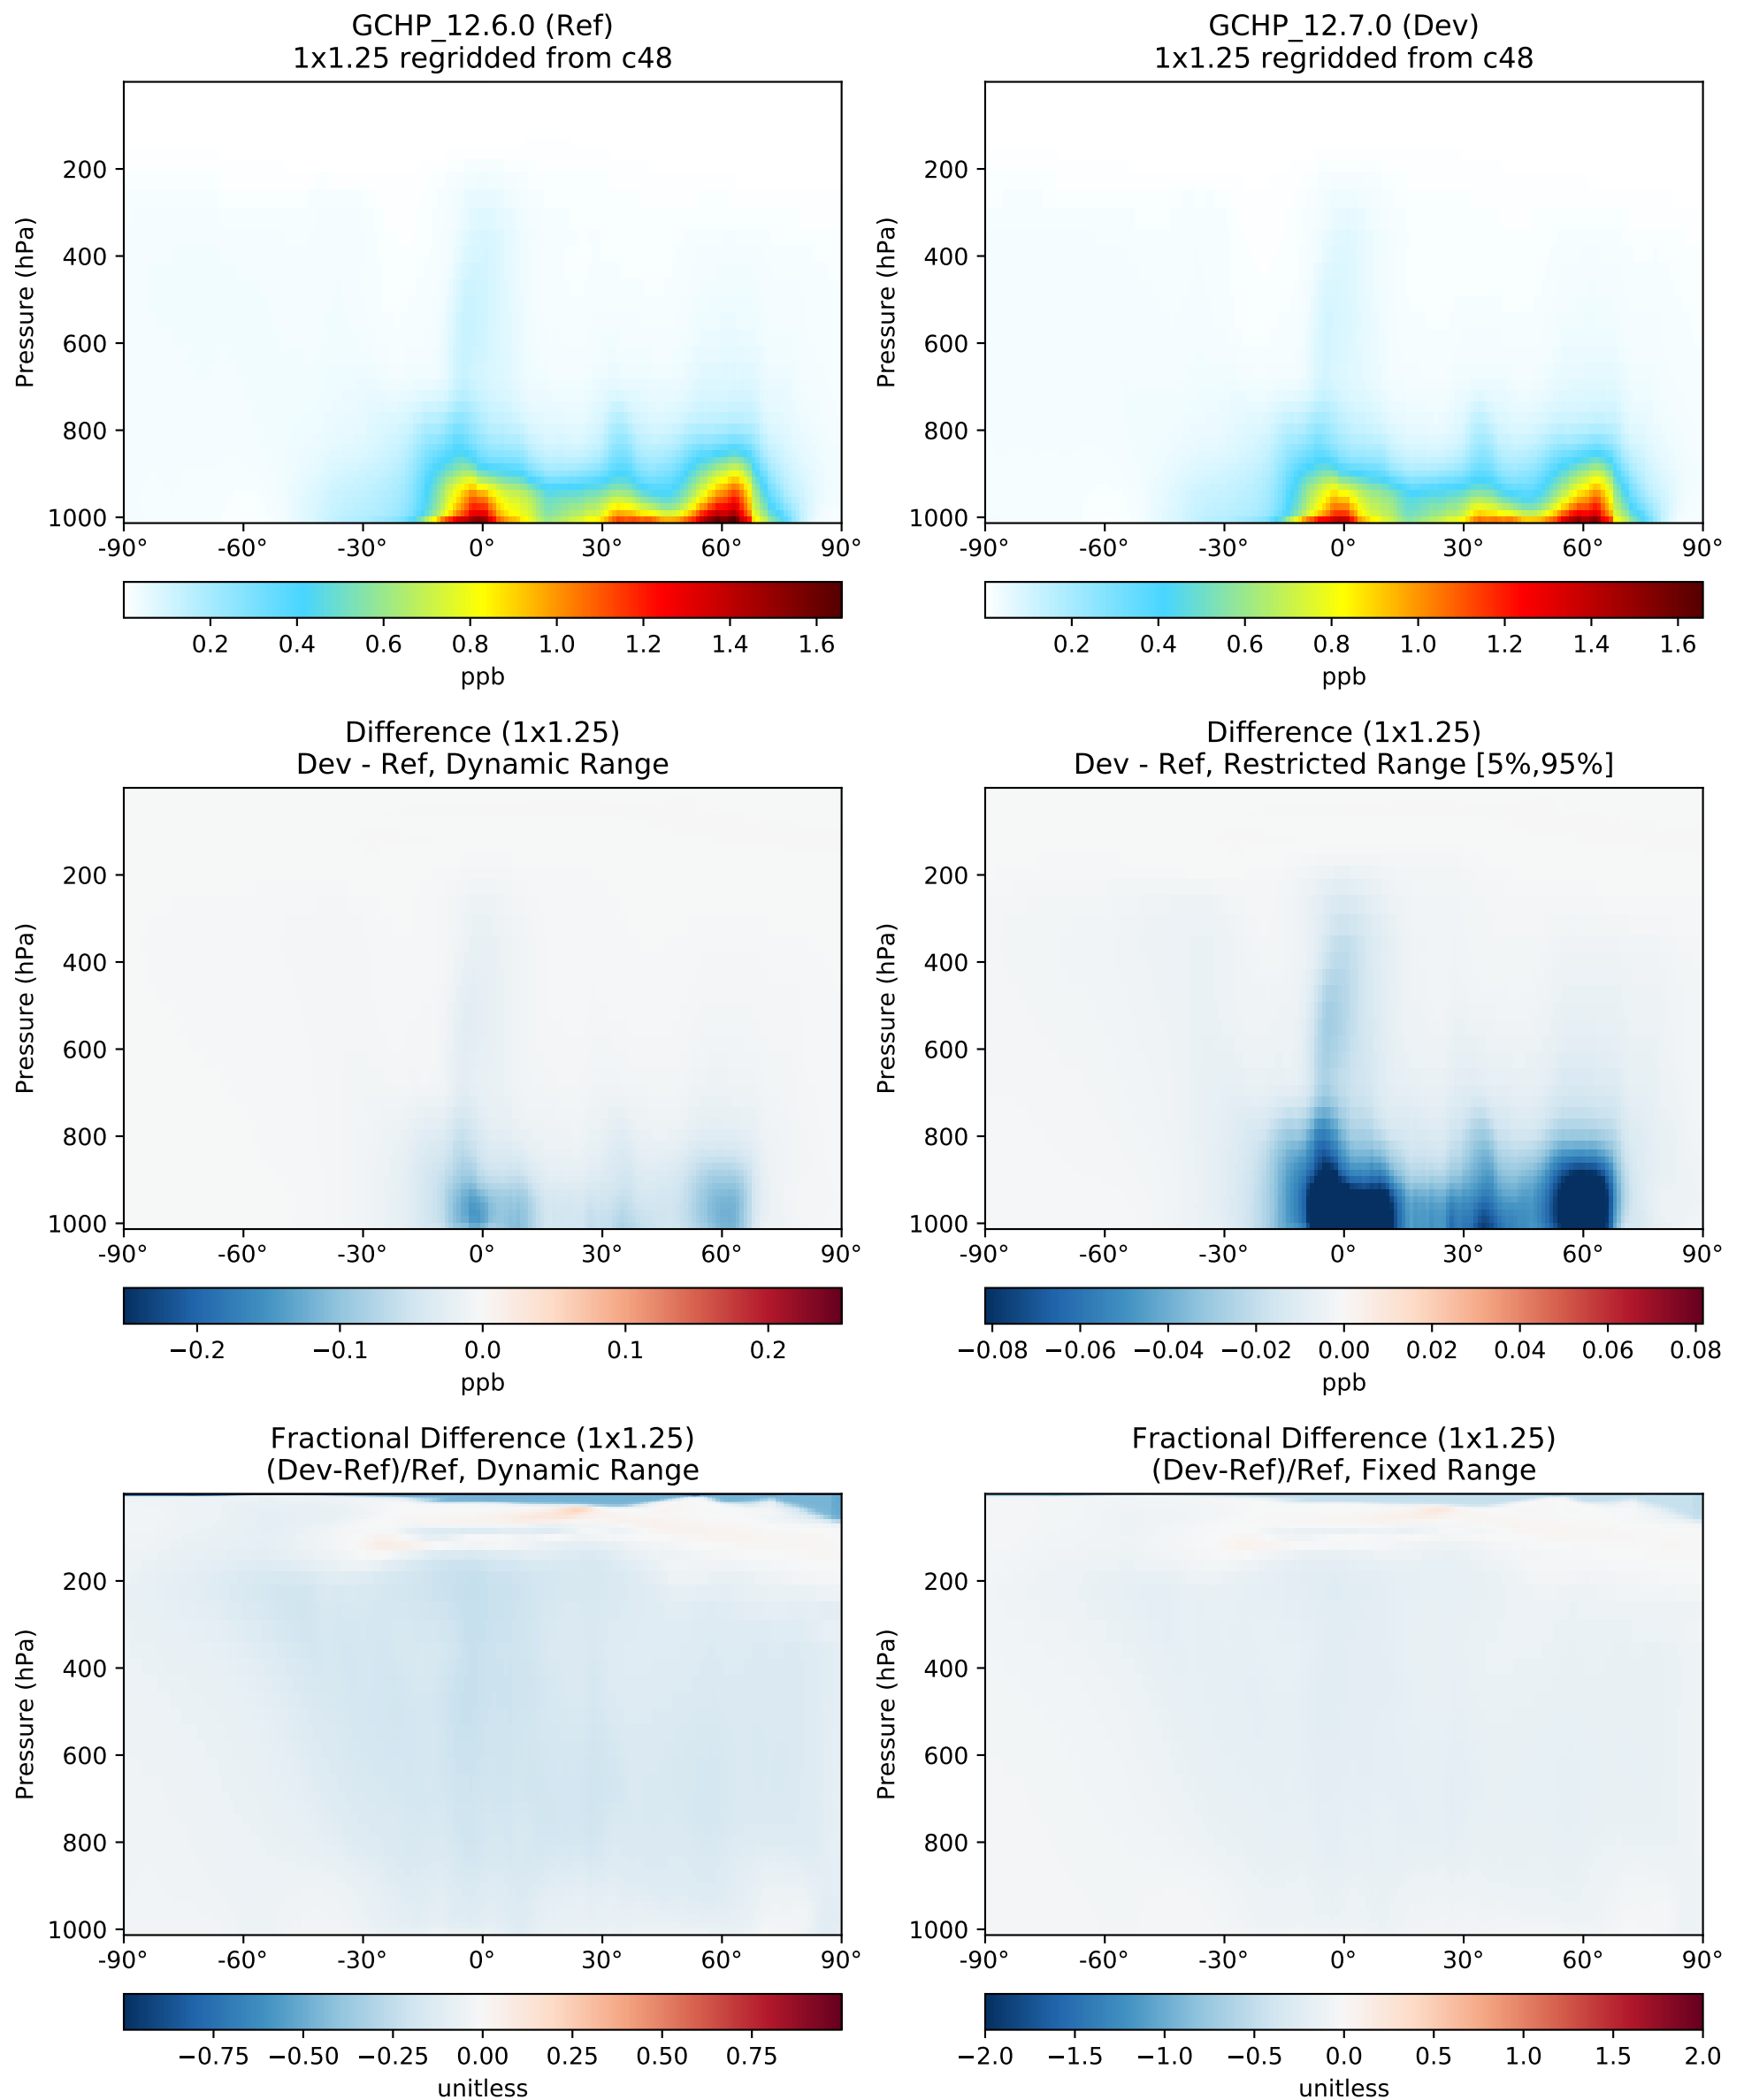 GCHP_12.6.0 (Ref)
1x1.25 regridded from c48
Pressure (hPa)
200
400
600
800
1000
-90° -60° -30° 0° 30° 60° 90°
0.2 0.4 0.6 0.8 1.0 1.2 1.4 1.6
ppb
GCHP_12.7.0 (Dev)
1x1.25 regridded from c48
Pressure (hPa)
200
400
600
800
1000
-90° -60° -30° 0° 30° 60° 90°
0.2 0.4 0.6 0.8 1.0 1.2 1.4 1.6
ppb
Difference (1x1.25)
Dev - Ref, Dynamic Range
Pressure (hPa)
200
400
600
800
1000
-90° -60° -30° 0° 30° 60° 90°
−0.2 −0.1 0.0 0.1 0.2
ppb
Difference (1x1.25)
Dev - Ref, Restricted Range [5%,95%]
Pressure (hPa)
200
400
600
800
1000
-90° -60° -30° 0° 30° 60° 90°
−0.08 −0.06 −0.04 −0.02 0.00 0.02 0.04 0.06 0.08
ppb
Fractional Difference (1x1.25)
(Dev-Ref)/Ref, Dynamic Range
Pressure (hPa)
200
400
600
800
1000
-90° -60° -30° 0° 30° 60° 90°
−0.75 −0.50 −0.25 0.00 0.25 0.50 0.75
unitless
Fractional Difference (1x1.25)
(Dev-Ref)/Ref, Fixed Range
Pressure (hPa)
200
400
600
800
1000
-90° -60° -30° 0° 30° 60° 90°
−2.0 −1.5 −1.0 −0.5 0.0 0.5 1.0 1.5 2.0
unitless